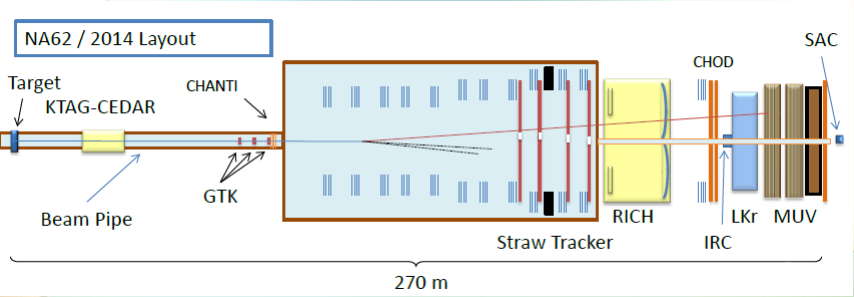 NA62 / 2014 Layout
SAC
CHOD
Target
CHANTI
KTAG-CEDAR
GTK
Beam Pipe
RICH
LKr
MUV
Straw Tracker
IRC
270 m